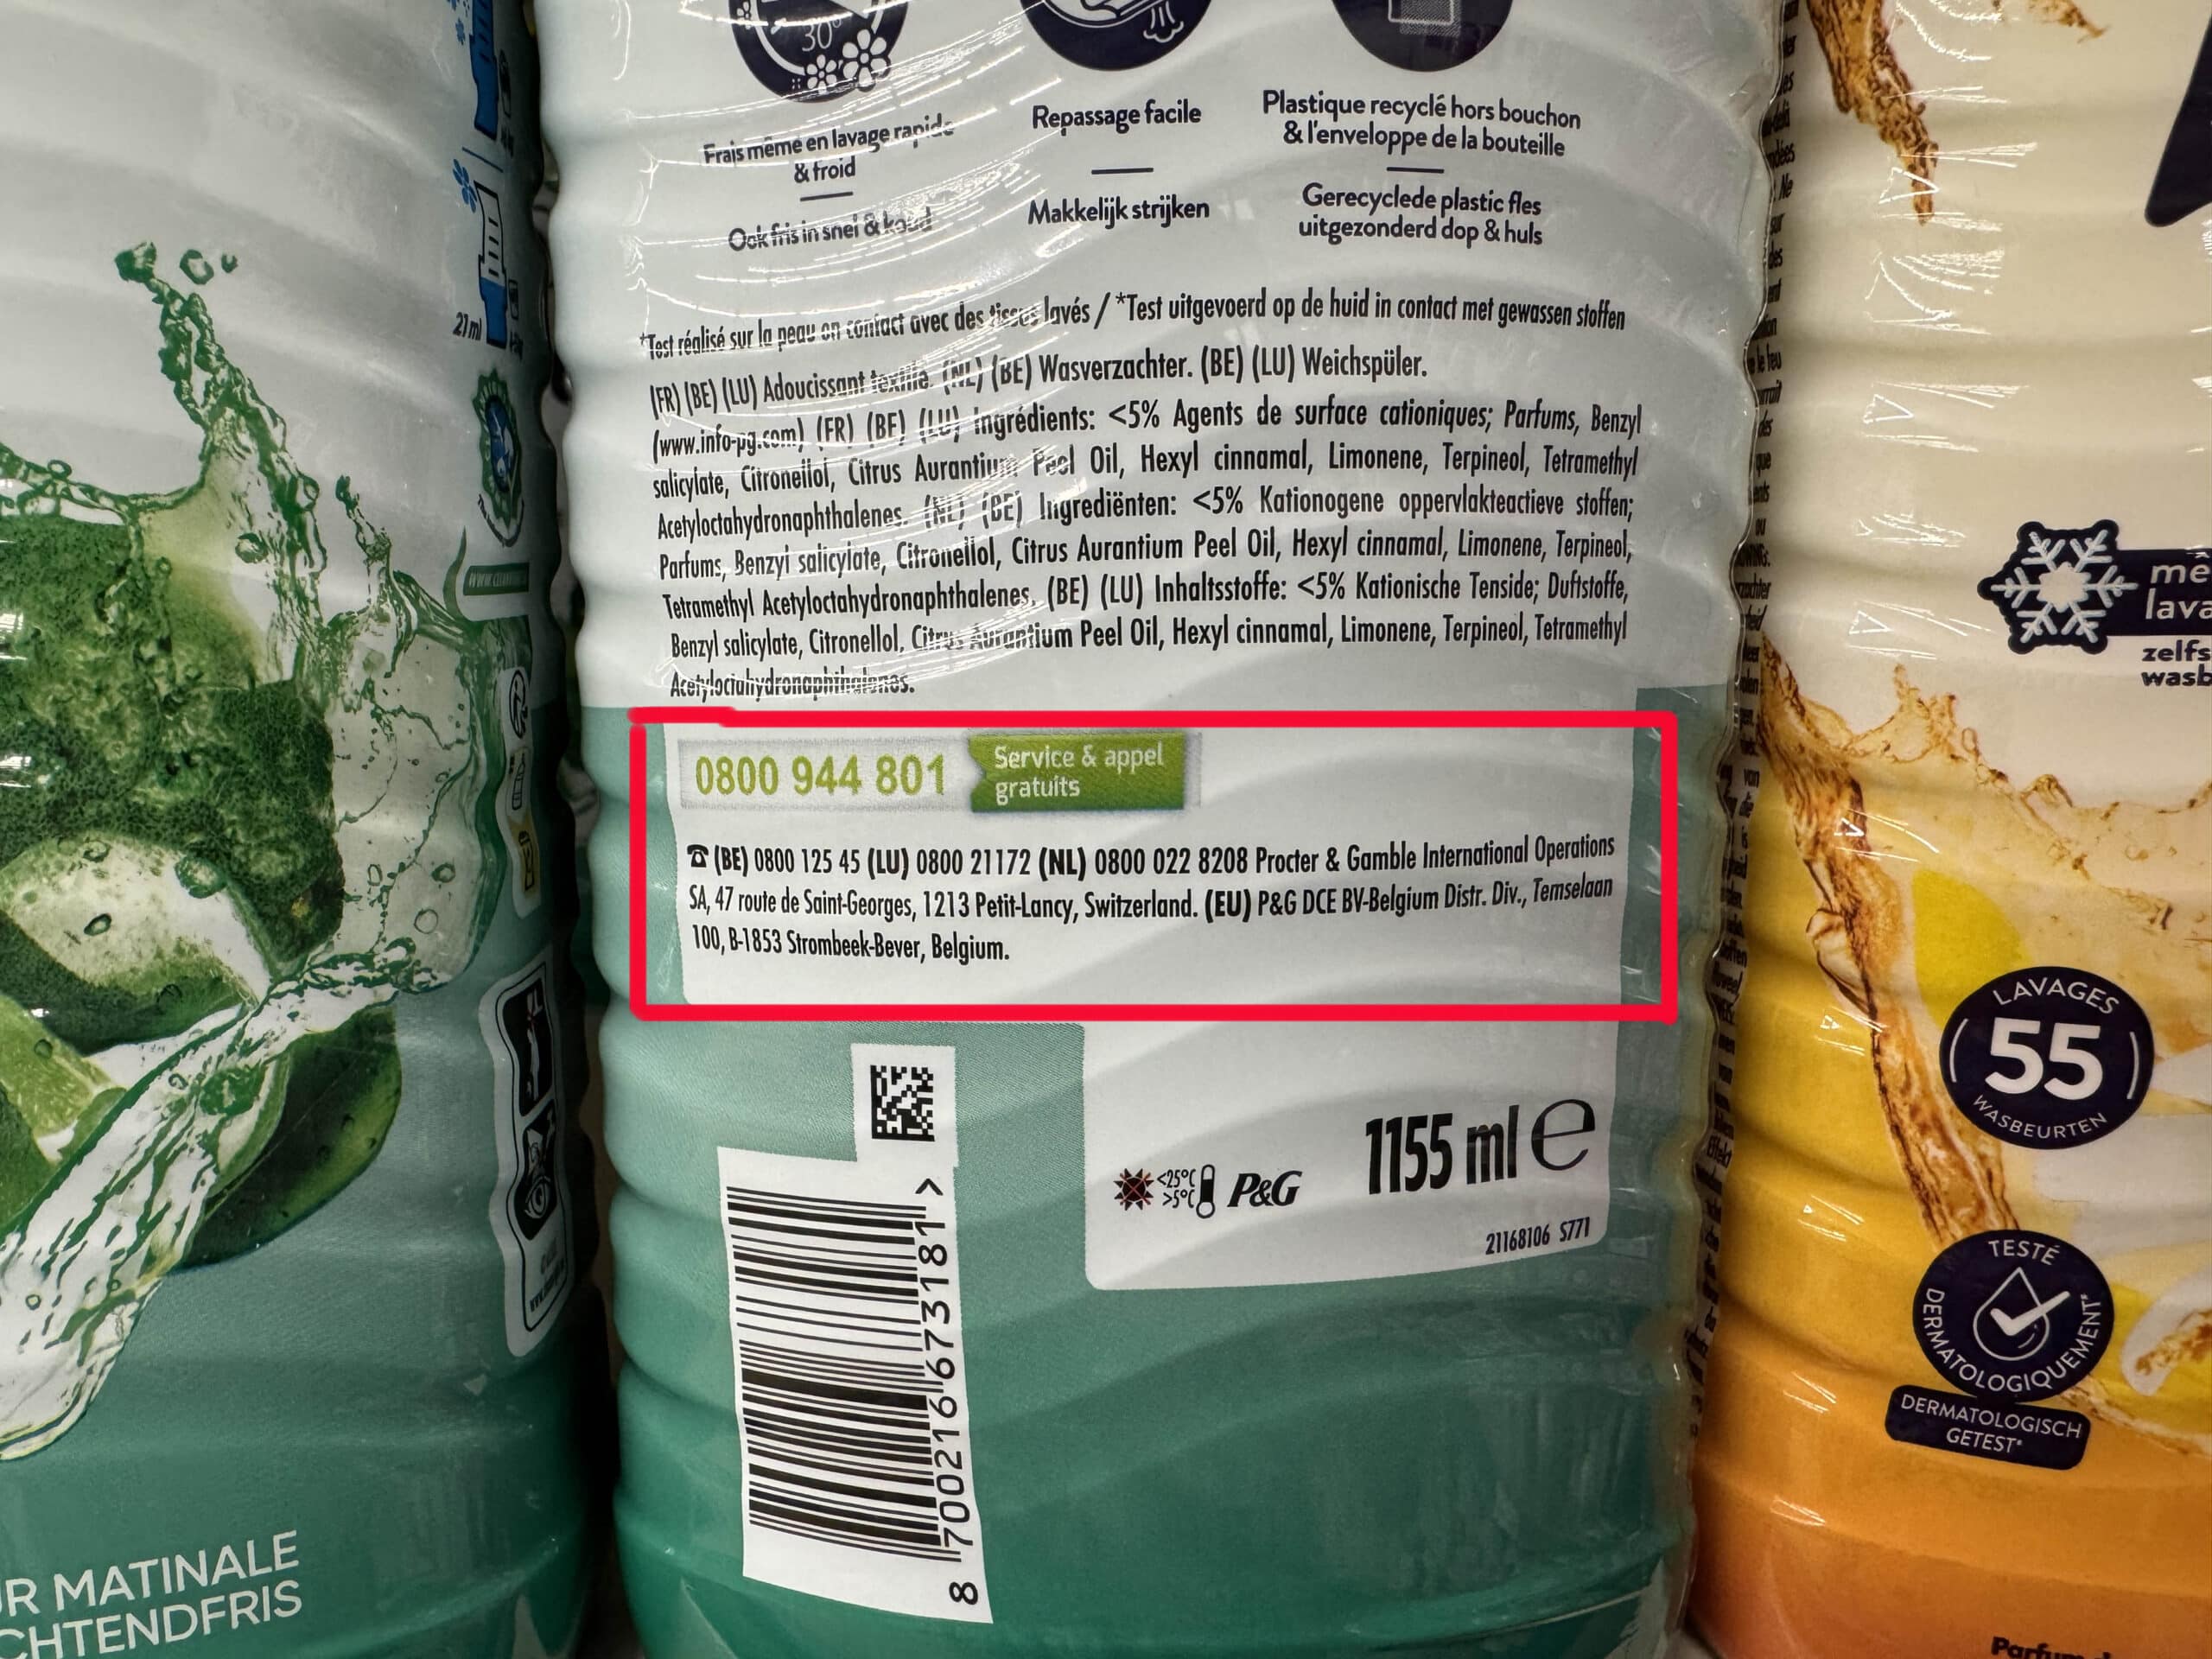 30°
Frais même en lavage rapide
& froid
Ook fris in snel & koud
Repassage facile
Makkelijk strijken
Plastique recyclé hors bouchon
& l'enveloppe de la bouteille
Gerecyclede plastic fles
uitgezonderd dop & huls
*Test réalisé sur la peau en contact avec des tissus lavés / *Test uitgevoerd op de huid in contact met gewassen stoffen
(FR) (BE) (LU) Adoucissant textile. (NL) (BE) Wasverzachter. (BE) (LU) Weichspüler.
(www.info-pg.com) (FR) (BE) (LU) Ingrédients: <5% Agents de surface cationiques; Parfums, Benzyl
salicylate, Citronellol, Citrus Aurantium Peel Oil, Hexyl cinnamal, Limonene, Terpineol, Tetramethyl
Acetyloctahydronaphthalenes. (NL) (BE) Ingrediënten: <5% Kationogene oppervlakteactieve stoffen;
Parfums, Benzyl salicylate, Citronellol, Citrus Aurantium Peel Oil, Hexyl cinnamal, Limonene, Terpineol,
Tetramethyl Acetyloctahydronaphthalenes. (BE) (LU) Inhaltsstoffe: <5% Kationische Tenside; Duftstoffe,
Benzyl salicylate, Citronellol, Citrus Aurantium Peel Oil, Hexyl cinnamal, Limonene, Terpineol, Tetramethyl
Acetyloctahydronaphthalenes.
0800 944 801
Service & appel
gratuits
☎ (BE) 0800 125 45 (LU) 0800 21172 (NL) 0800 022 8208 Procter & Gamble International Operations
SA, 47 route de Saint-Georges, 1213 Petit-Lancy, Switzerland. (EU) P&G DCE BV-Belgium Distr. Div., Temselaan
100, B-1853 Strombeek-Bever, Belgium.
<25°C
>5°C
P&G
1155 ml e
21168106 S771
8 700216 673181 >
21 ml
R MATINALE
CHTENDFRIS
mê
lava
zelfs
wasb
LAVAGES
55
WASBEURTEN
TESTÉ
DERMATOLOGIQUEMENT*
DERMATOLOGISCH
GETEST*